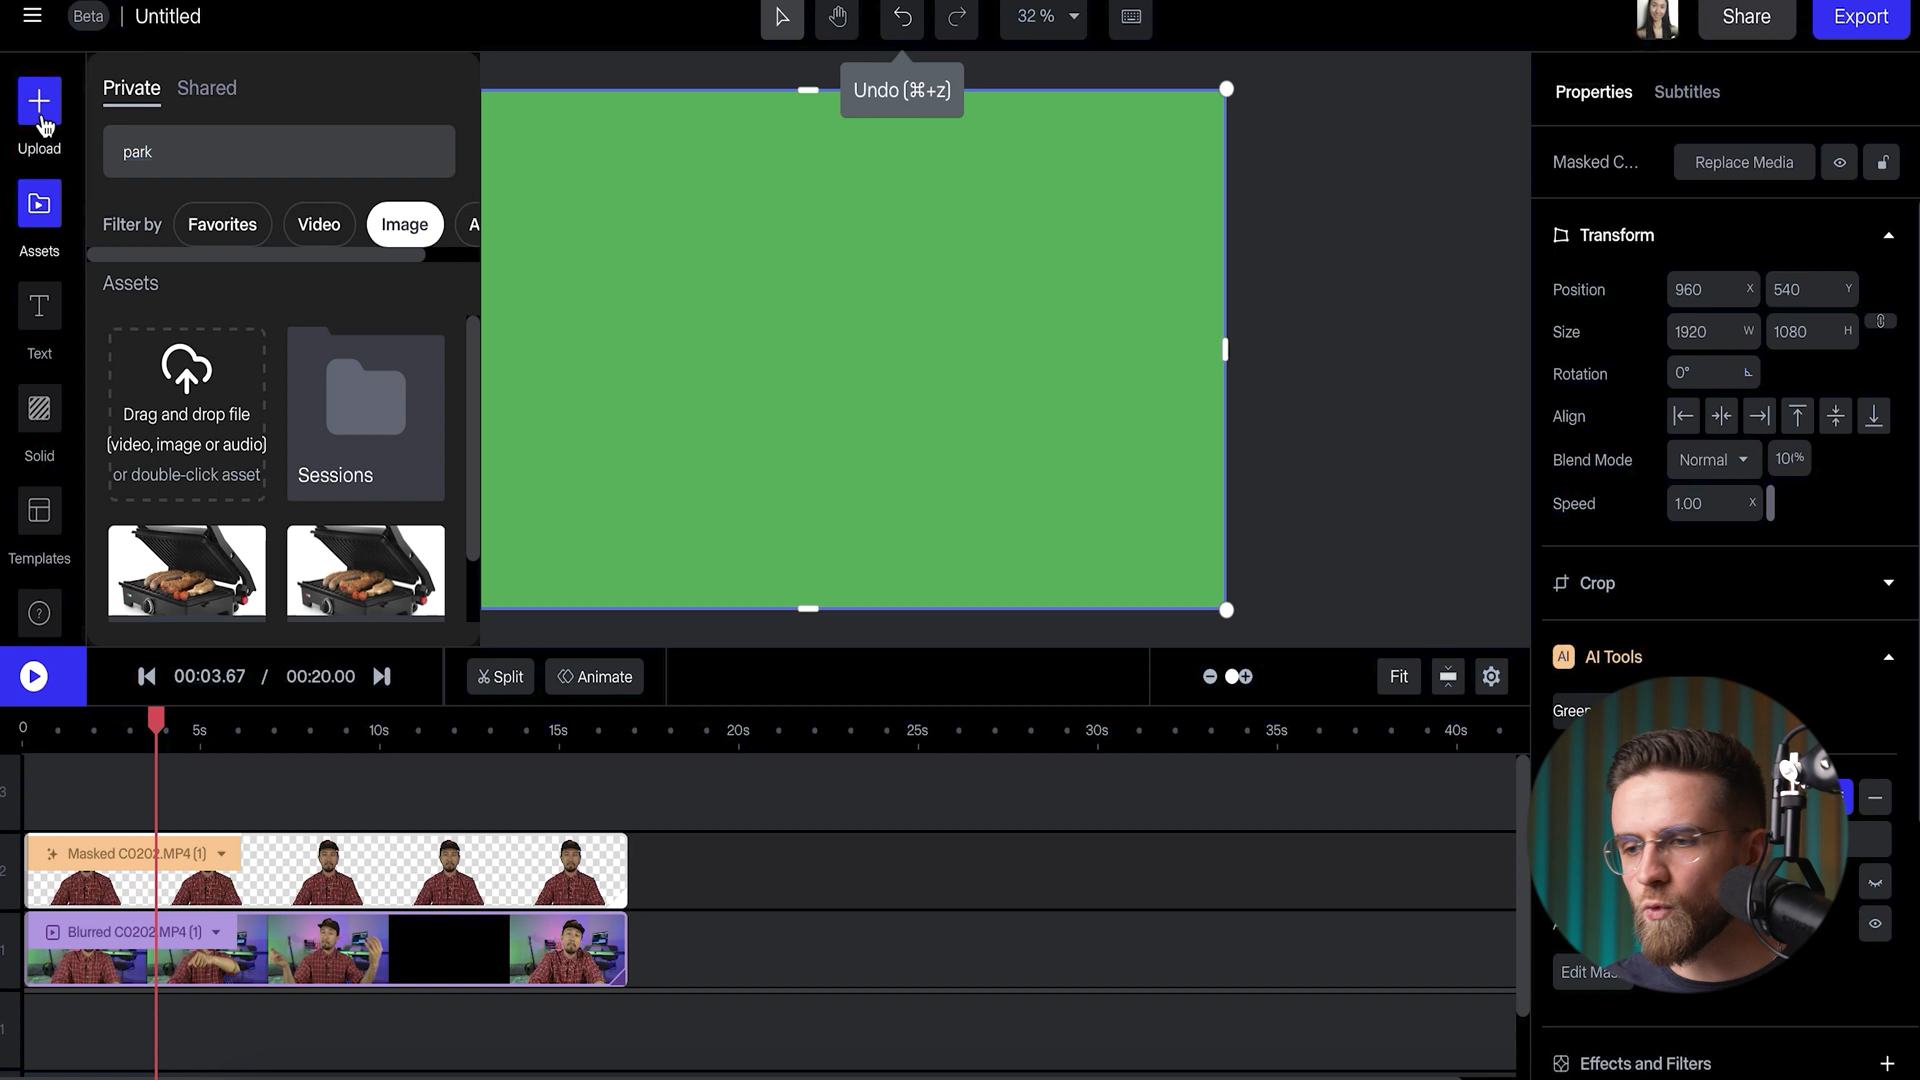 Beta
Untitled
32 %
Share
Export
Undo (⌘+z)
Upload
Assets
Text
Solid
Templates
Private
Shared
park
Filter by
Favorites
Video
Image
A
Assets
Drag and drop file
(video, image or audio)
or double-click asset
Sessions
Properties
Subtitles
Masked C...
Replace Media
Transform
Position
960 X
540 Y
Size
1920 W
1080 H
Rotation
0°
Align
Blend Mode
Normal
Speed
1.00 X
Crop
AI
AI Tools
Green
Edit Mas
Effects and Filters
00:03.67 / 00:20.00
Split
Animate
Fit
0
5s
10s
15s
20s
25s
30s
35s
40s
3
2
Masked C0202.MP4 (1)
1
Blurred C0202.MP4 (1)
1